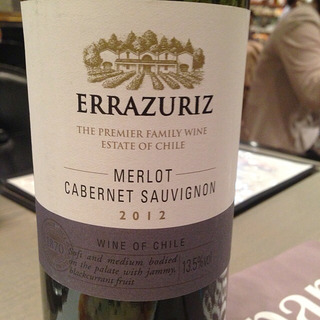 ERRAZURIZ
THE PREMIER FAMILY WINE
ESTATE OF CHILE
MERLOT
CABERNET SAUVIGNON
2012
WINE OF CHILE
Soft and medium bodied
on the palate with jammy,
blackcurrant fruit
13.5%vol